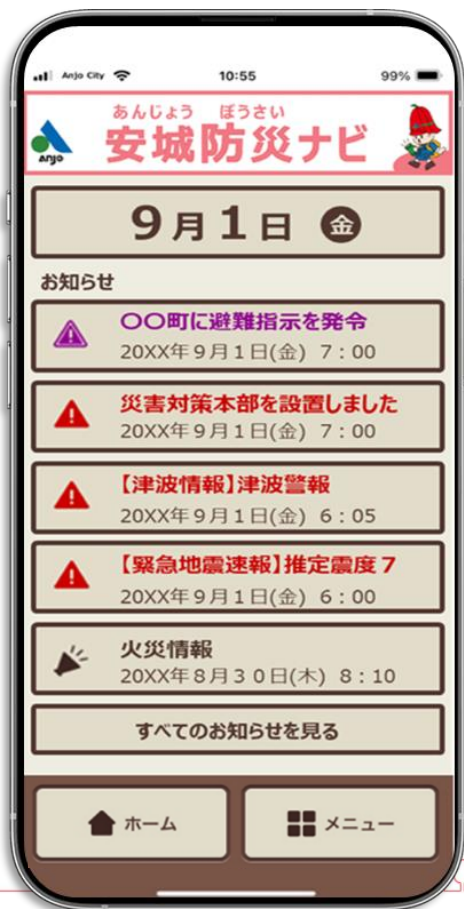 Anjo City 10:55 99%
あんじょう ぼうさい
Anjo 安城防災ナビ
9月1日 金
お知らせ
〇〇町に避難指示を発令
20XX年9月1日(金) 7:00
災害対策本部を設置しました
20XX年9月1日(金) 7:00
【津波情報】津波警報
20XX年9月1日(金) 6:05
【緊急地震速報】推定震度7
20XX年9月1日(金) 6:00
火災情報
20XX年8月30日(木) 8:10
すべてのお知らせを見る
ホーム メニュー